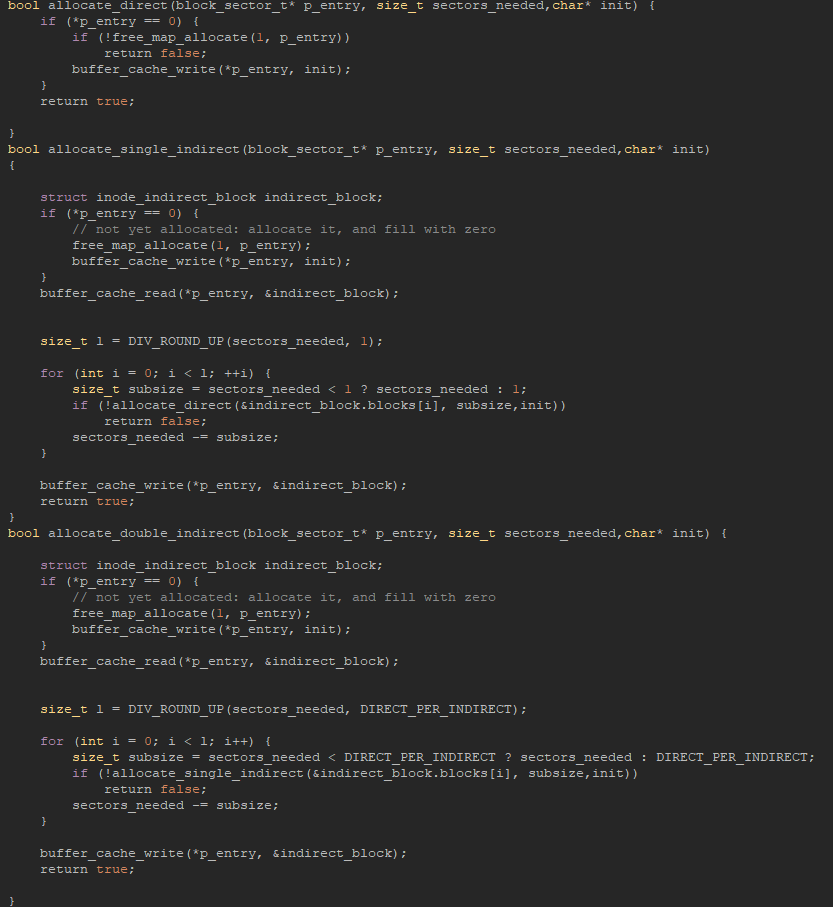 bool allocate_direct(block_sector_t* p_entry, size_t sectors_needed,char* init) {
    if (*p_entry == 0) {
        if (!free_map_allocate(1, p_entry))
            return false;
        buffer_cache_write(*p_entry, init);
    }
    return true;

}
bool allocate_single_indirect(block_sector_t* p_entry, size_t sectors_needed,char* init)
{

    struct inode_indirect_block indirect_block;
    if (*p_entry == 0) {
        // not yet allocated: allocate it, and fill with zero
        free_map_allocate(1, p_entry);
        buffer_cache_write(*p_entry, init);
    }
    buffer_cache_read(*p_entry, &indirect_block);


    size_t l = DIV_ROUND_UP(sectors_needed, 1);

    for (int i = 0; i < l; ++i) {
        size_t subsize = sectors_needed < 1 ? sectors_needed : 1;
        if (!allocate_direct(&indirect_block.blocks[i], subsize,init))
            return false;
        sectors_needed -= subsize;
    }

    buffer_cache_write(*p_entry, &indirect_block);
    return true;
}
bool allocate_double_indirect(block_sector_t* p_entry, size_t sectors_needed,char* init) {

    struct inode_indirect_block indirect_block;
    if (*p_entry == 0) {
        // not yet allocated: allocate it, and fill with zero
        free_map_allocate(1, p_entry);
        buffer_cache_write(*p_entry, init);
    }
    buffer_cache_read(*p_entry, &indirect_block);


    size_t l = DIV_ROUND_UP(sectors_needed, DIRECT_PER_INDIRECT);

    for (int i = 0; i < l; i++) {
        size_t subsize = sectors_needed < DIRECT_PER_INDIRECT ? sectors_needed : DIRECT_PER_INDIRECT;
        if (!allocate_single_indirect(&indirect_block.blocks[i], subsize,init))
            return false;
        sectors_needed -= subsize;
    }

    buffer_cache_write(*p_entry, &indirect_block);
    return true;

}